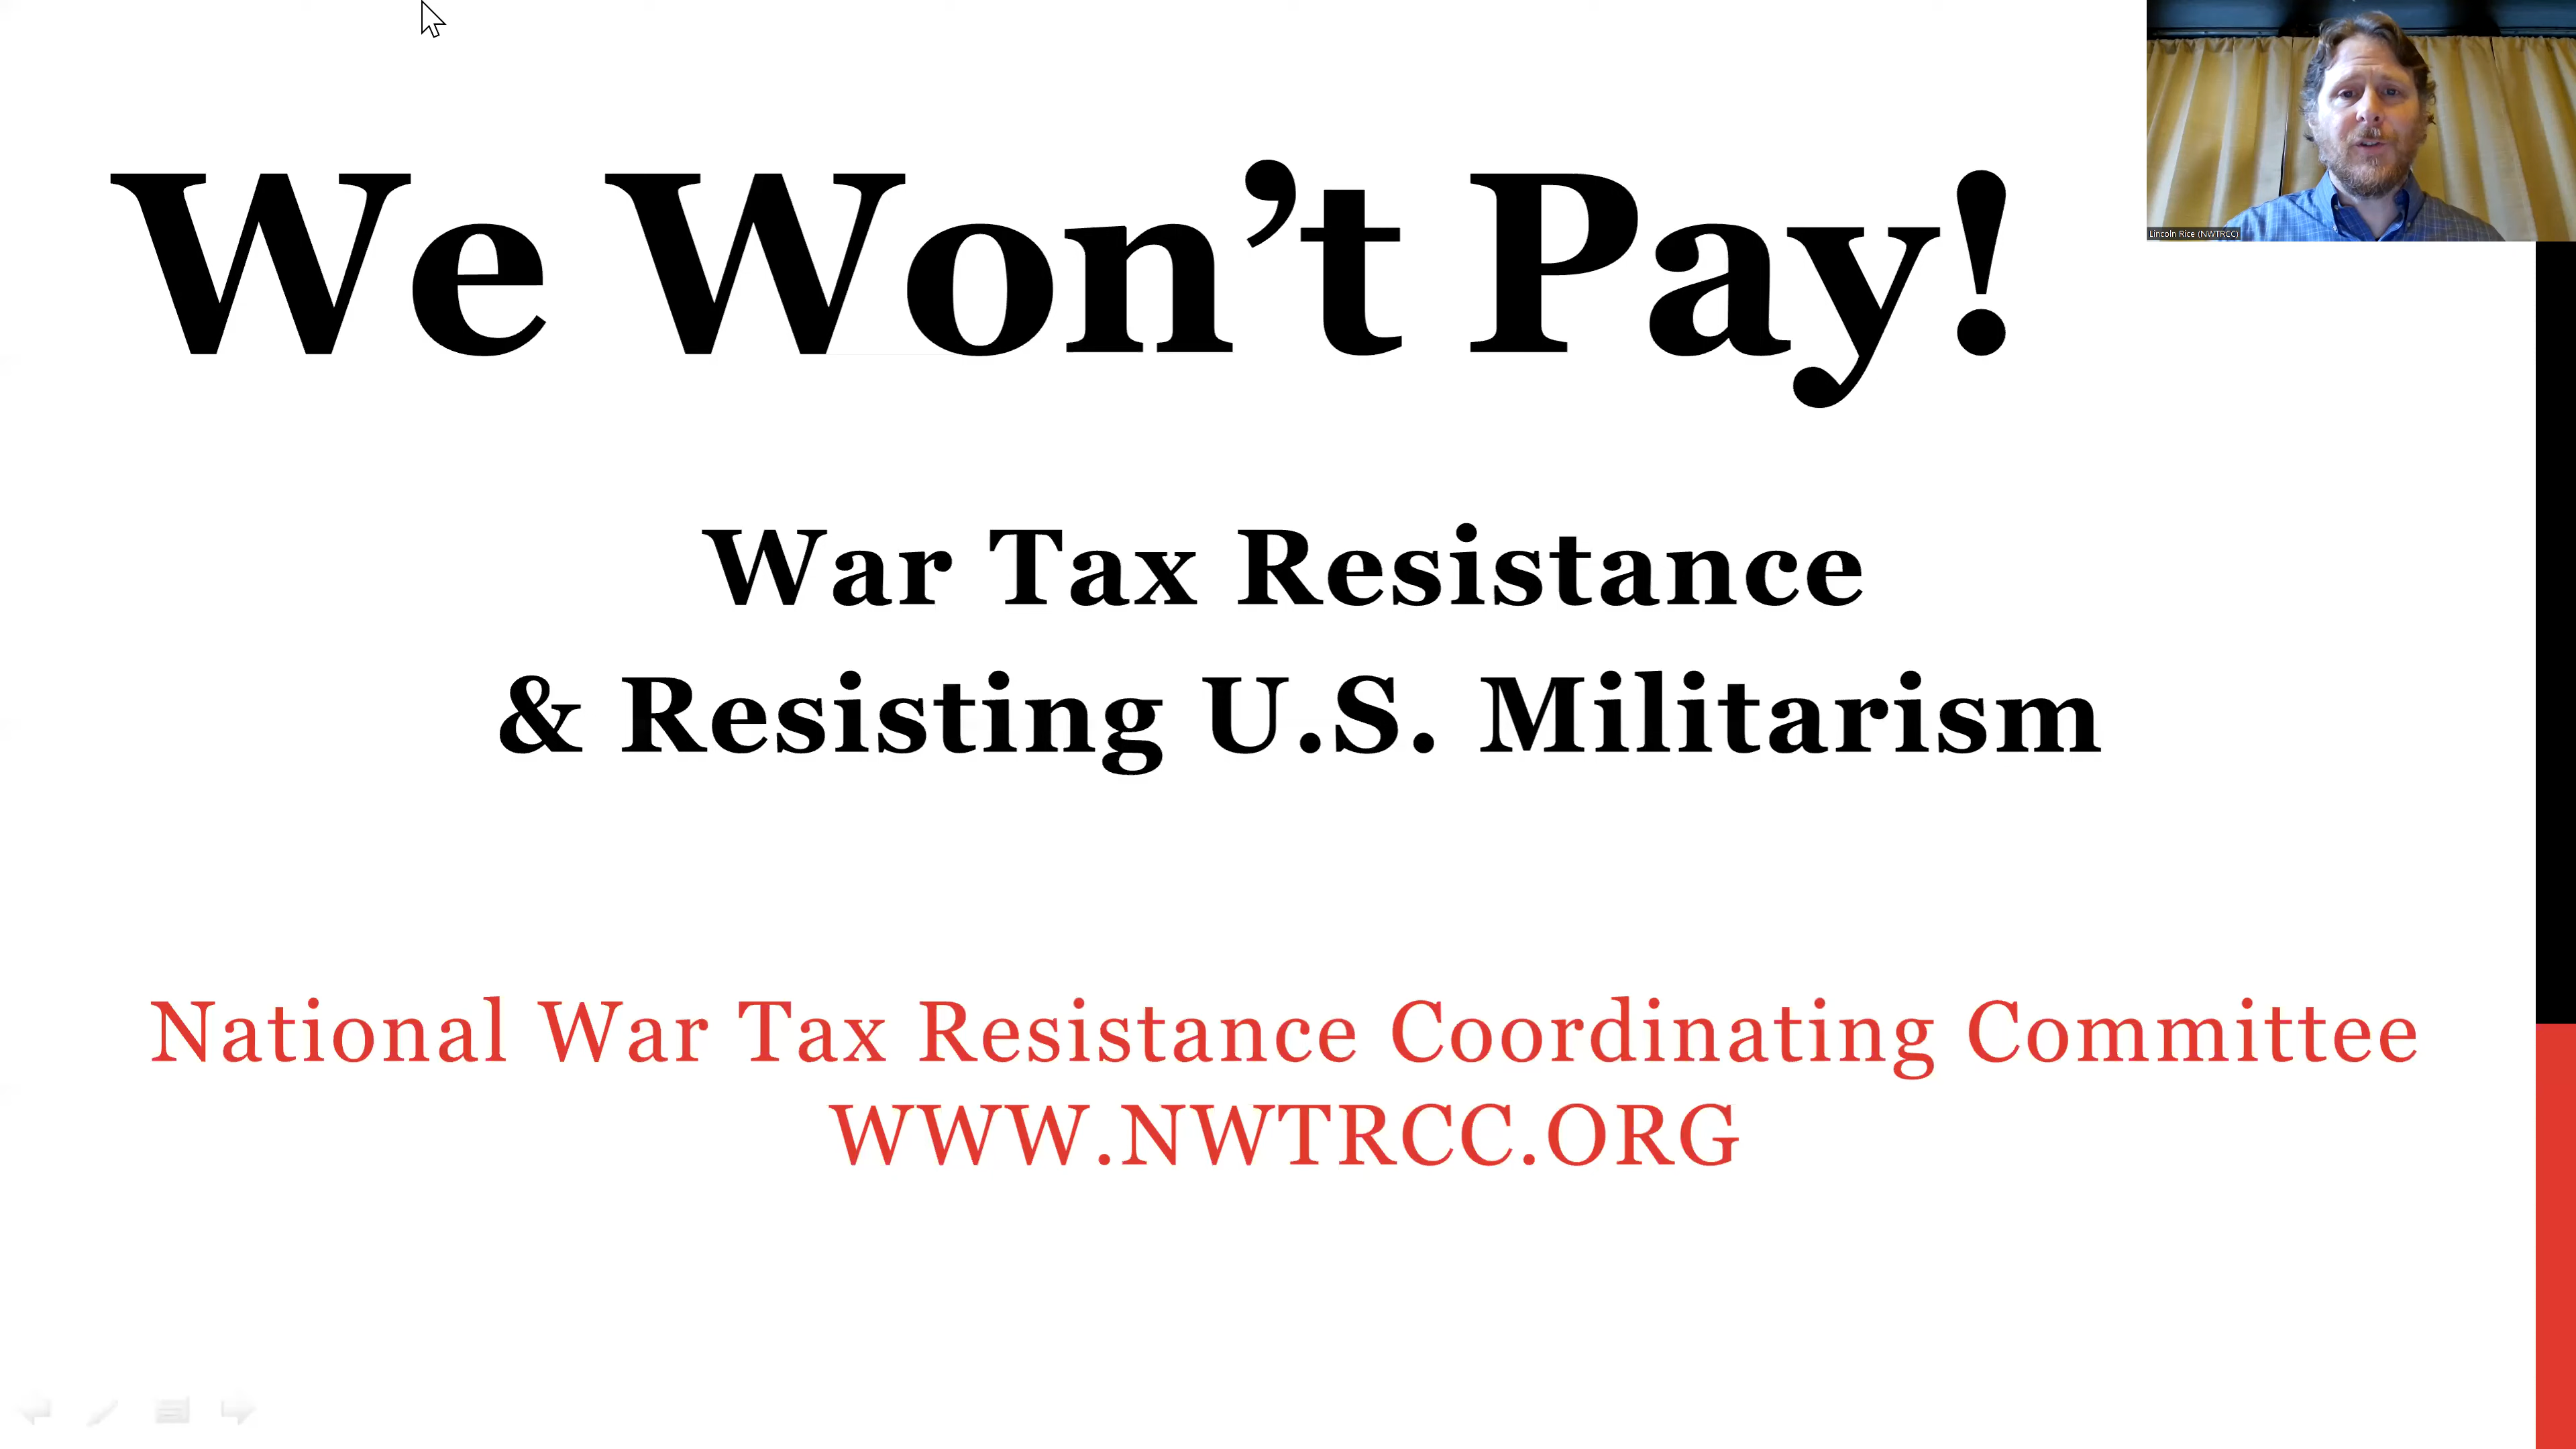 We Won’t Pay!
Lincoln Rice (NWTRCC)
War Tax Resistance
& Resisting U.S. Militarism
National War Tax Resistance Coordinating Committee
WWW.NWTRCC.ORG